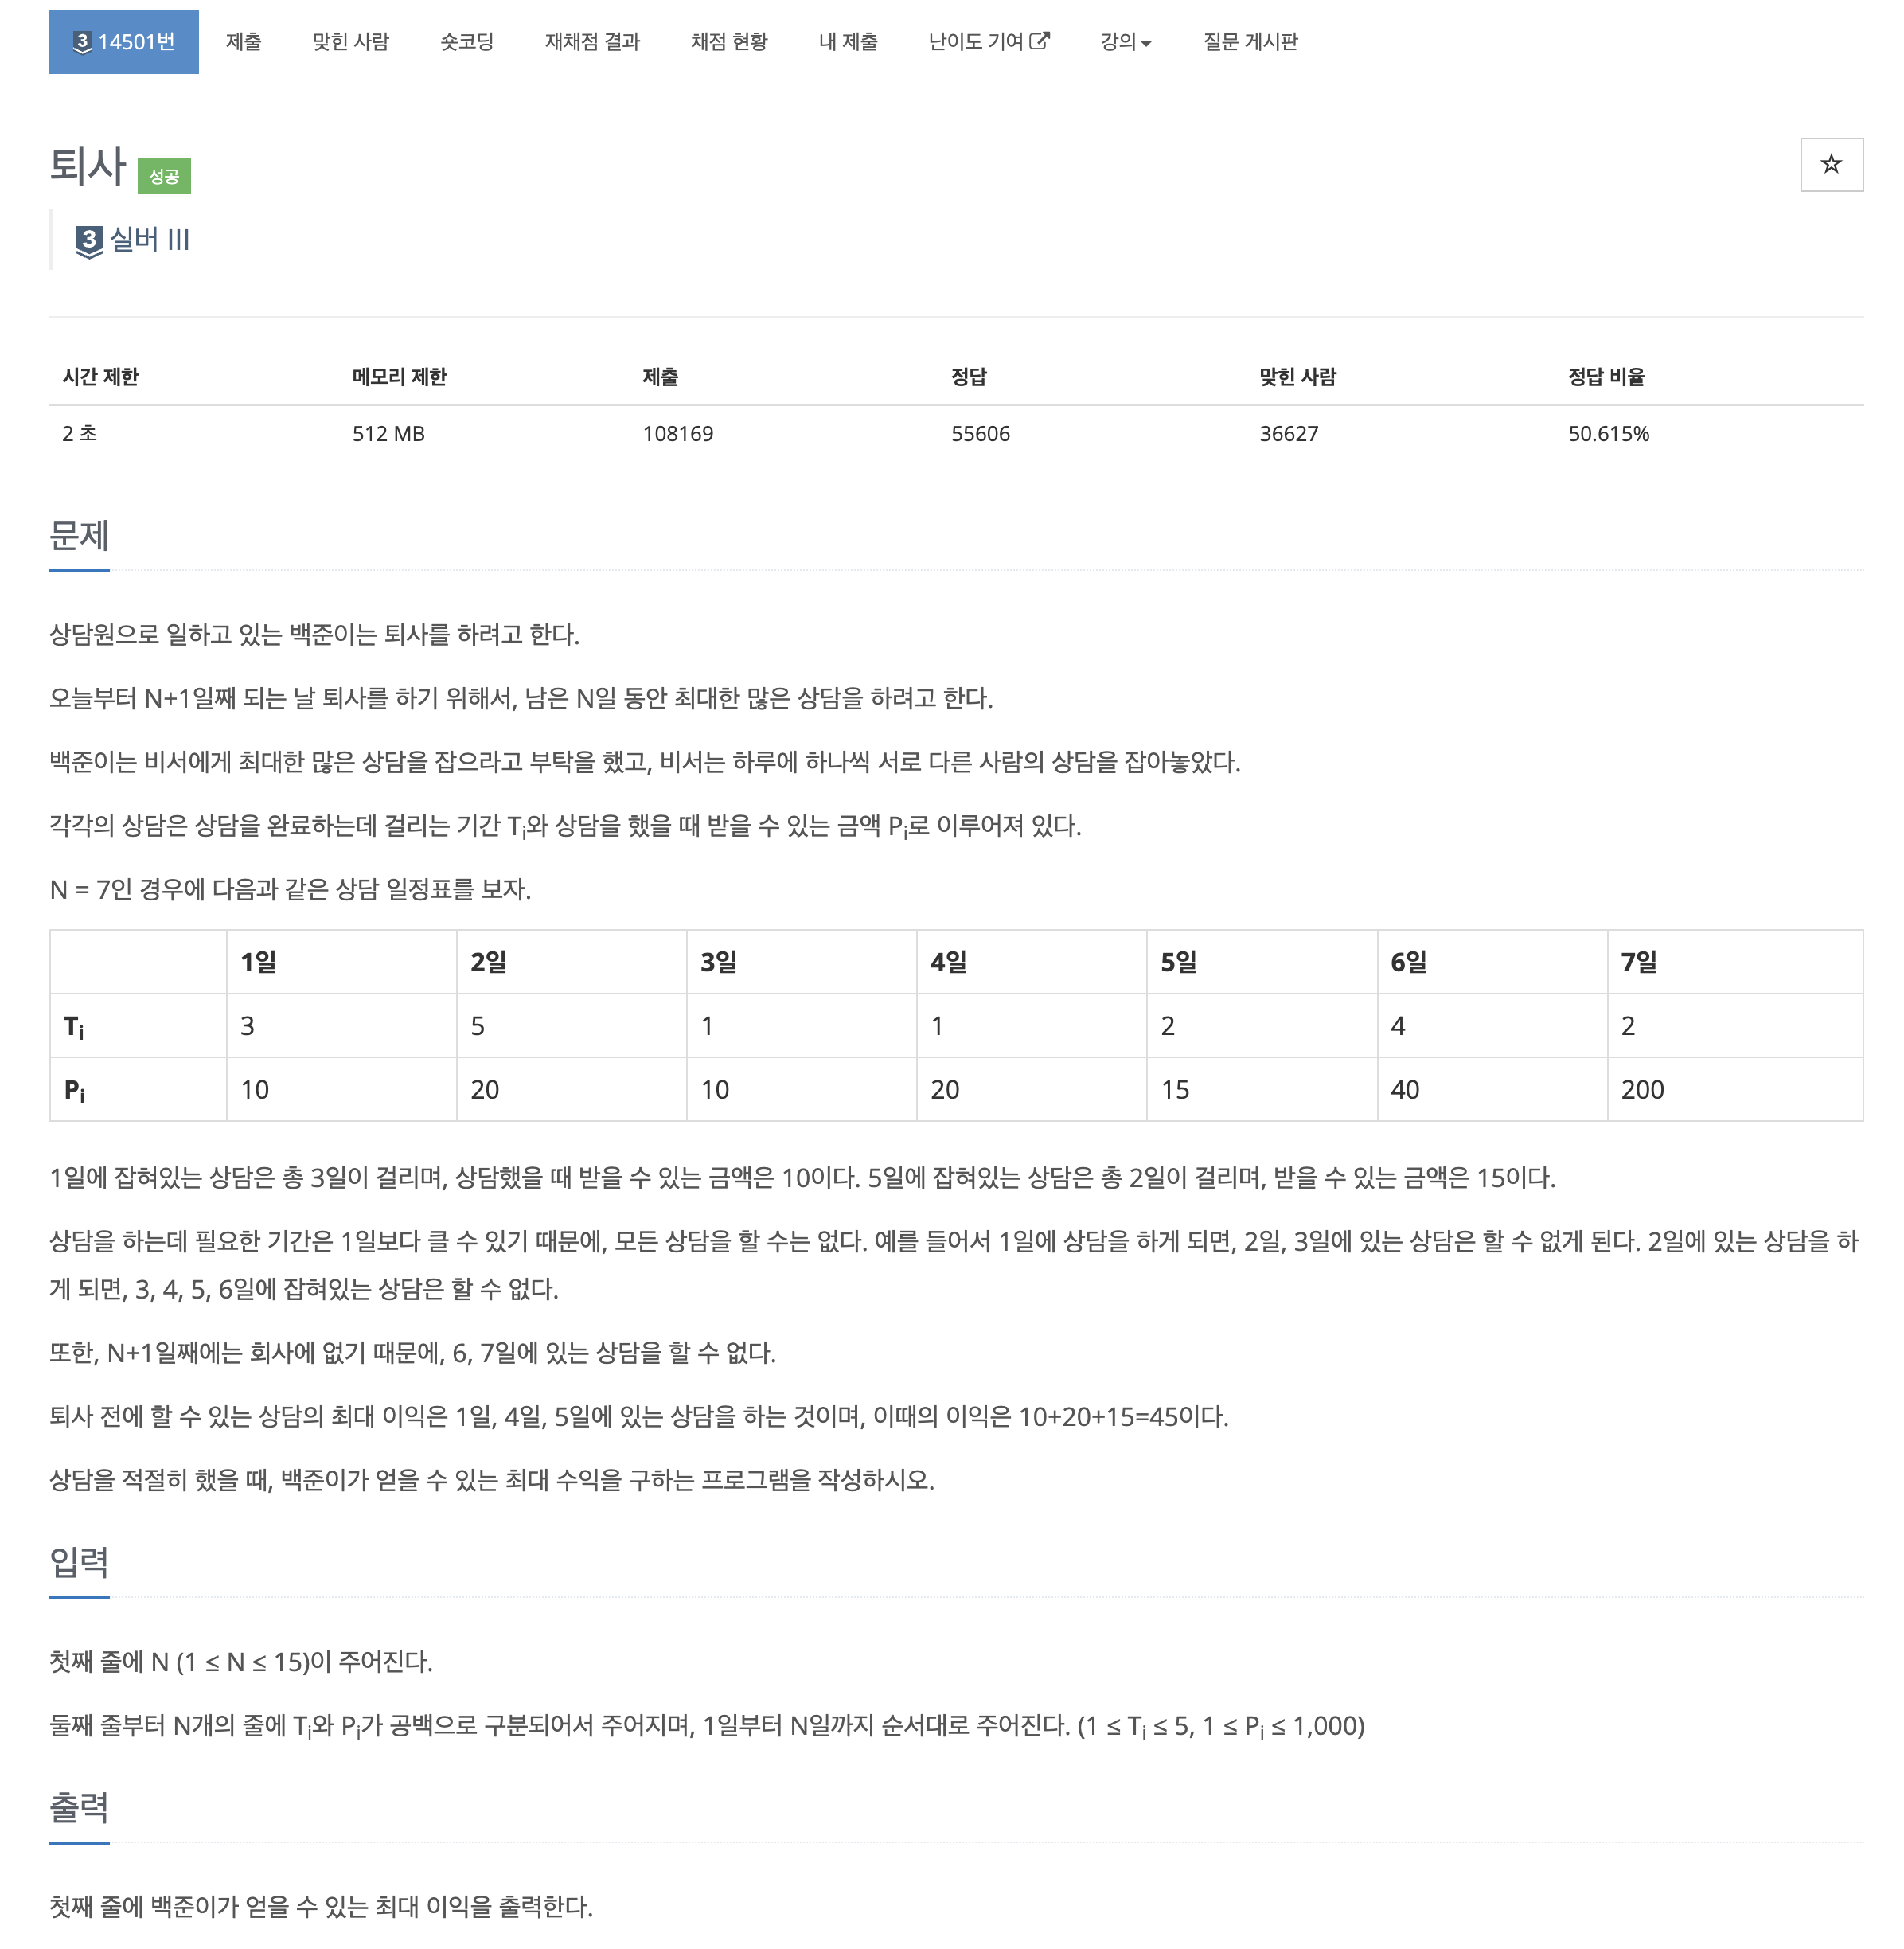 3 14501번 제출 맞힌 사람 숏코딩 재채점 결과 채점 현황 내 제출 난이도 기여 강의 질문 게시판
퇴사 성공
3 실버 III
시간 제한 메모리 제한 제출 정답 맞힌 사람 정답 비율
2 초 512 MB 108169 55606 36627 50.615%
문제
상담원으로 일하고 있는 백준이는 퇴사를 하려고 한다.
오늘부터 N+1일째 되는 날 퇴사를 하기 위해서, 남은 N일 동안 최대한 많은 상담을 하려고 한다.
백준이는 비서에게 최대한 많은 상담을 잡으라고 부탁을 했고, 비서는 하루에 하나씩 서로 다른 사람의 상담을 잡아놓았다.
각각의 상담은 상담을 완료하는데 걸리는 기간 Ti와 상담을 했을 때 받을 수 있는 금액 Pi로 이루어져 있다.
N = 7인 경우에 다음과 같은 상담 일정표를 보자.
1일 2일 3일 4일 5일 6일 7일
Ti 3 5 1 1 2 4 2
Pi 10 20 10 20 15 40 200
1일에 잡혀있는 상담은 총 3일이 걸리며, 상담했을 때 받을 수 있는 금액은 10이다. 5일에 잡혀있는 상담은 총 2일이 걸리며, 받을 수 있는 금액은 15이다.
상담을 하는데 필요한 기간은 1일보다 클 수 있기 때문에, 모든 상담을 할 수는 없다. 예를 들어서 1일에 상담을 하게 되면, 2일, 3일에 있는 상담은 할 수 없게 된다. 2일에 있는 상담을 하
게 되면, 3, 4, 5, 6일에 잡혀있는 상담은 할 수 없다.
또한, N+1일째에는 회사에 없기 때문에, 6, 7일에 있는 상담을 할 수 없다.
퇴사 전에 할 수 있는 상담의 최대 이익은 1일, 4일, 5일에 있는 상담을 하는 것이며, 이때의 이익은 10+20+15=45이다.
상담을 적절히 했을 때, 백준이가 얻을 수 있는 최대 수익을 구하는 프로그램을 작성하시오.
입력
첫째 줄에 N (1 ≤ N ≤ 15)이 주어진다.
둘째 줄부터 N개의 줄에 Ti와 Pi가 공백으로 구분되어서 주어지며, 1일부터 N일까지 순서대로 주어진다. (1 ≤ Ti ≤ 5, 1 ≤ Pi ≤ 1,000)
출력
첫째 줄에 백준이가 얻을 수 있는 최대 이익을 출력한다.